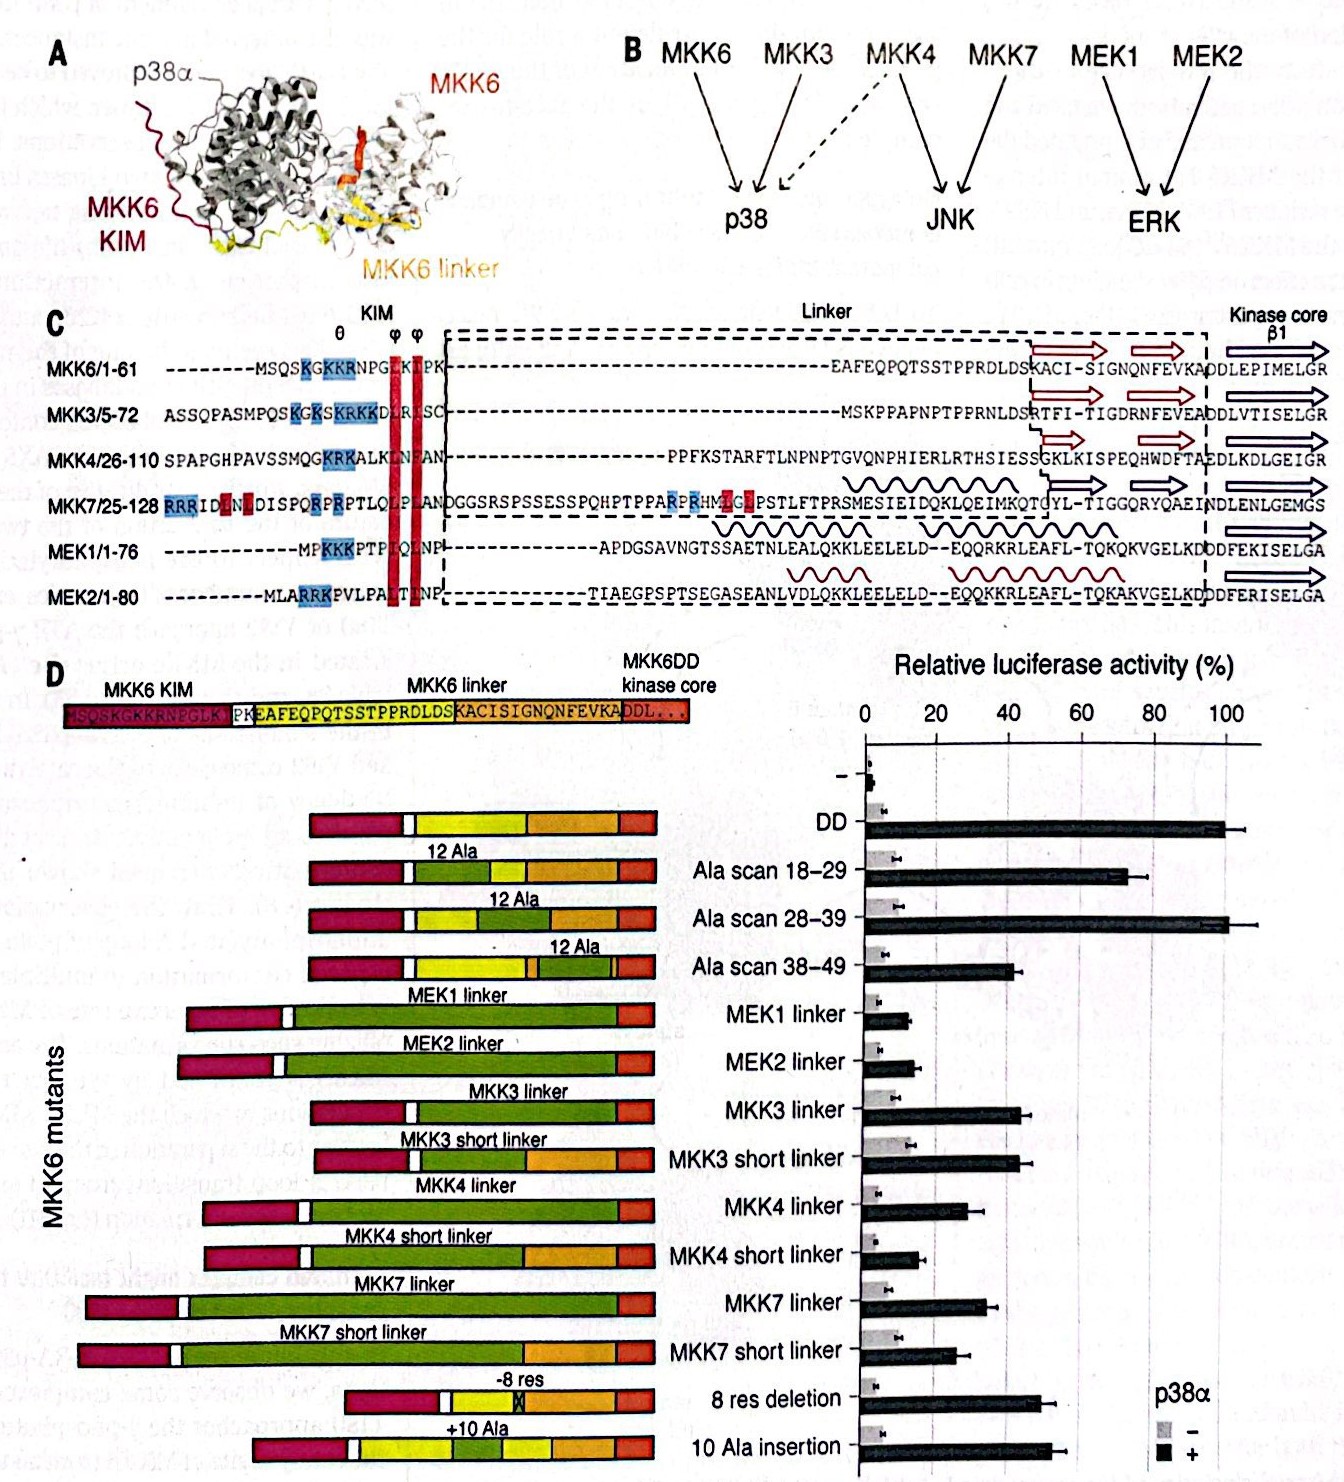 A
p38α
MKK6
MKK6
KIM
MKK6 linker
B
MKK6 MKK3 MKK4 MKK7 MEK1 MEK2
p38 JNK ERK
C
KIM Linker Kinase core
θ φ φ β1
MKK6/1-61 --------MSQSKGKKRNPGLKIPK----------------------------------EAFEQPQTSSTPPRDLDSKACI-SIGNQNFEVKADDLEPIMELGR
MKK3/5-72 ASSQPASMPQSKGKSKRKKDLRISC-----------------------------------MSKPPAPNPTPPRNLDSRTFI-TIGDRNFEVEADDLVTISELGR
MKK4/26-110 SPAPGHPAVSSMQGKRKALKLNFAN--------------------PPFKSTARFTLNPNPTGVQNPHIERLRTHSIESSGKLKISPEQHWDFTAEDLKDLGEIGR
MKK7/25-128 RRRIDLNLDISPQRPRPTLQLPLANDGGSRSPSSESSPQHPTPPARPRHMLGLPSTLFTPRSMESIEIDQKLQEIMKQTGYLTIGGQRYQAEINDLENLGEMGS
MEK1/1-76 ------------MPKKKPTPIQLNP--------------APDGSAVNGTSSAETNLEALQKKLEELELD--EQQRKRLEAFL-TQKQKVGELKDDDFEKISELGA
MEK2/1-80 ---------MLARRKPVLPALTINP-------------TIAEGPSPTSEGASEANLVDLQKKLEELELD--EQQKKRLEAFL-TQKAKVGELKDDDFERISELGA
D
MKK6 KIM MKK6 linker MKK6DD
kinase core
MSQSKGKKRNPGLKI PK EAFEQPQTSSTPPRDLDS KACISIGNQNFEVKA DDL...
Relative luciferase activity (%)
0 20 40 60 80 100
–
DD
12 Ala
Ala scan 18–29
12 Ala
Ala scan 28–39
12 Ala
Ala scan 38–49
MEK1 linker
MEK1 linker
MEK2 linker
MEK2 linker
MKK3 linker
MKK3 linker
MKK3 short linker
MKK3 short linker
MKK4 linker
MKK4 linker
MKK4 short linker
MKK4 short linker
MKK7 linker
MKK7 linker
MKK7 short linker
MKK7 short linker
-8 res
X
8 res deletion
+10 Ala
10 Ala insertion
MKK6 mutants
p38α
–
+